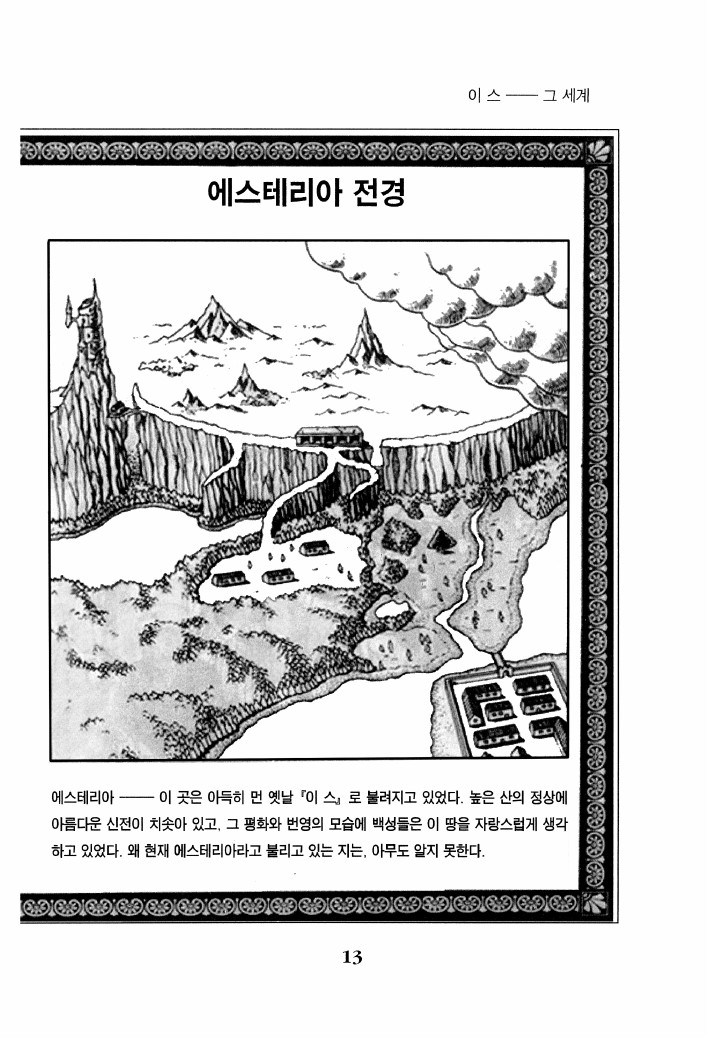 이 스 ―― 그 세계
에스테리아 전경
에스테리아 ―― 이 곳은 아득히 먼 옛날 『이 스』로 불려지고 있었다. 높은 산의 정상에
아름다운 신전이 치솟아 있고, 그 평화와 번영의 모습에 백성들은 이 땅을 자랑스럽게 생각
하고 있었다. 왜 현재 에스테리아라고 불리고 있는 지는, 아무도 알지 못한다.
13